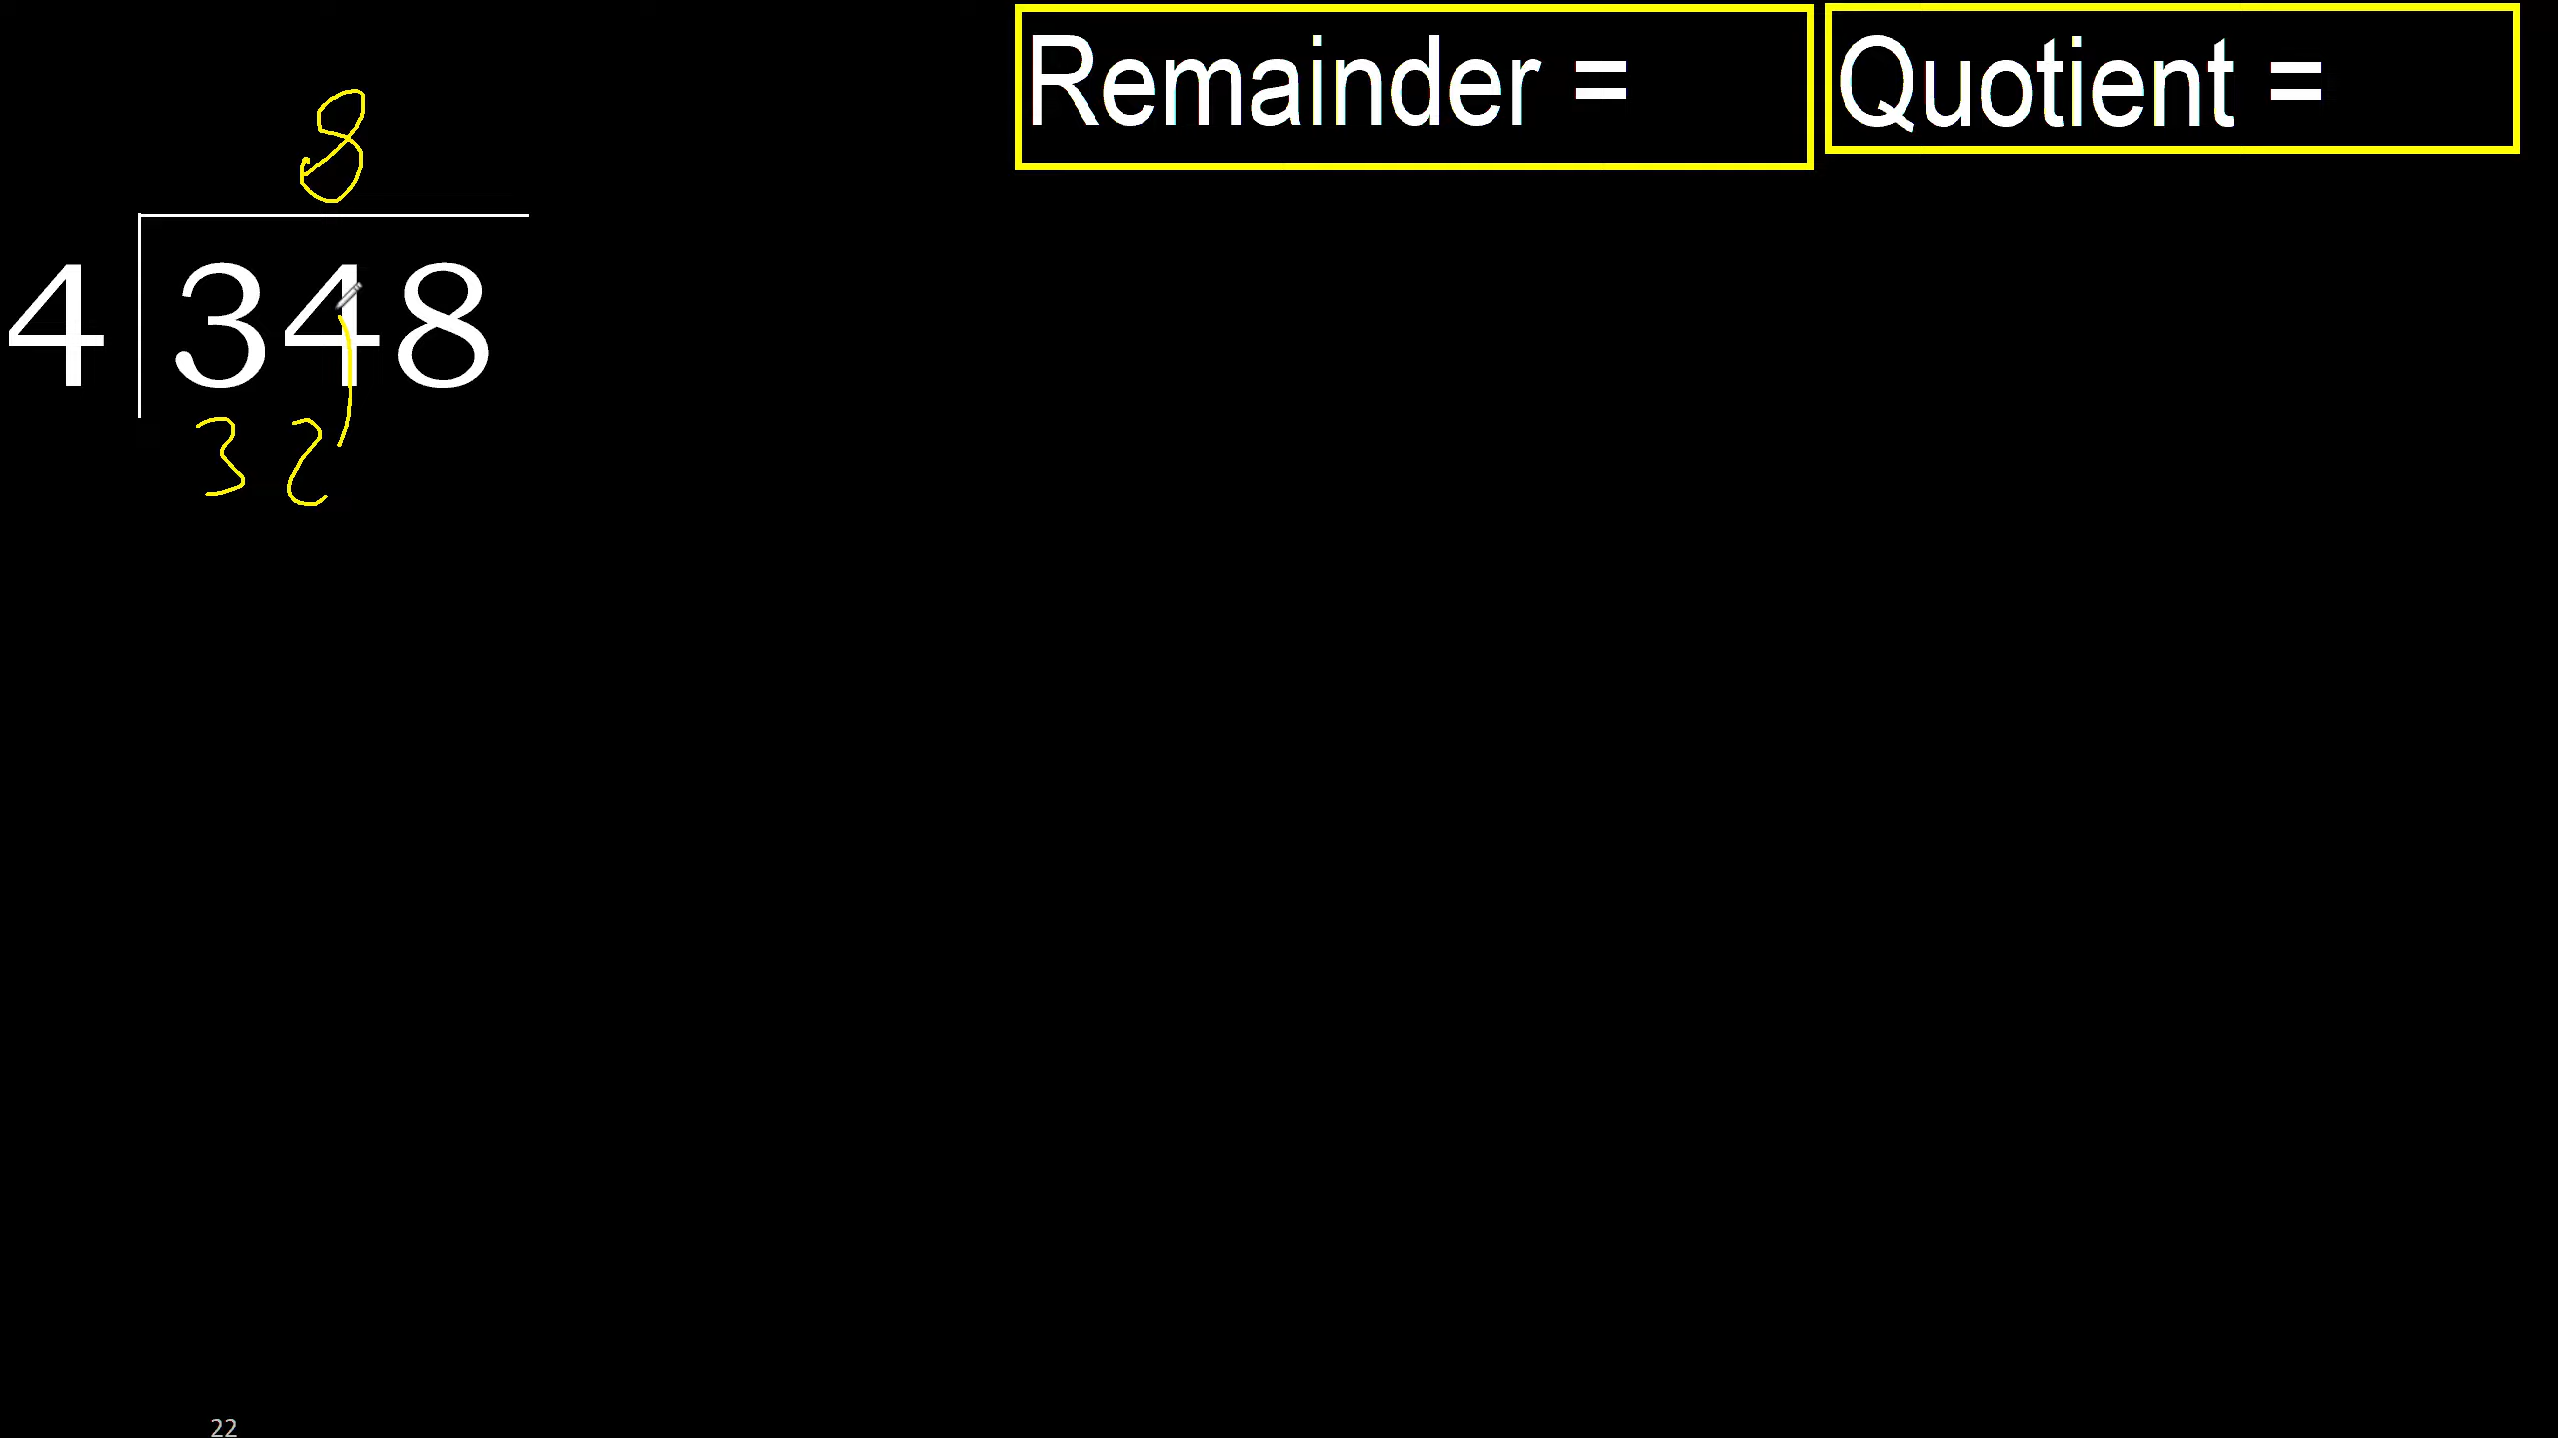 Remainder =
Quotient =
8
4 348
32
22